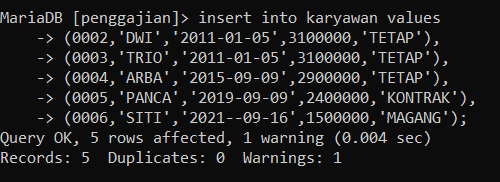 MariaDB [penggajian]> insert into karyawan values
    -> (0002,'DWI','2011-01-05',3100000,'TETAP'),
    -> (0003,'TRIO','2011-01-05',3100000,'TETAP'),
    -> (0004,'ARBA','2015-09-09',2900000,'TETAP'),
    -> (0005,'PANCA','2019-09-09',2400000,'KONTRAK'),
    -> (0006,'SITI','2021--09-16',1500000,'MAGANG');
Query OK, 5 rows affected, 1 warning (0.004 sec)
Records: 5  Duplicates: 0  Warnings: 1